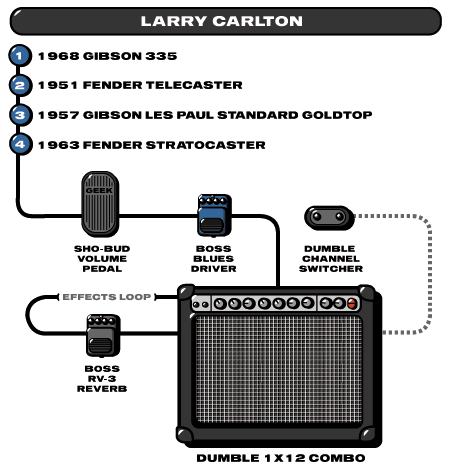 LARRY CARLTON
1 1968 GIBSON 335
2 1951 FENDER TELECASTER
3 1957 GIBSON LES PAUL STANDARD GOLDTOP
4 1963 FENDER STRATOCASTER
GEEK
SHO-BUD
VOLUME
PEDAL
BOSS
BLUES
DRIVER
DUMBLE
CHANNEL
SWITCHER
EFFECTS LOOP
BOSS
RV-3
REVERB
DUMBLE 1X12 COMBO